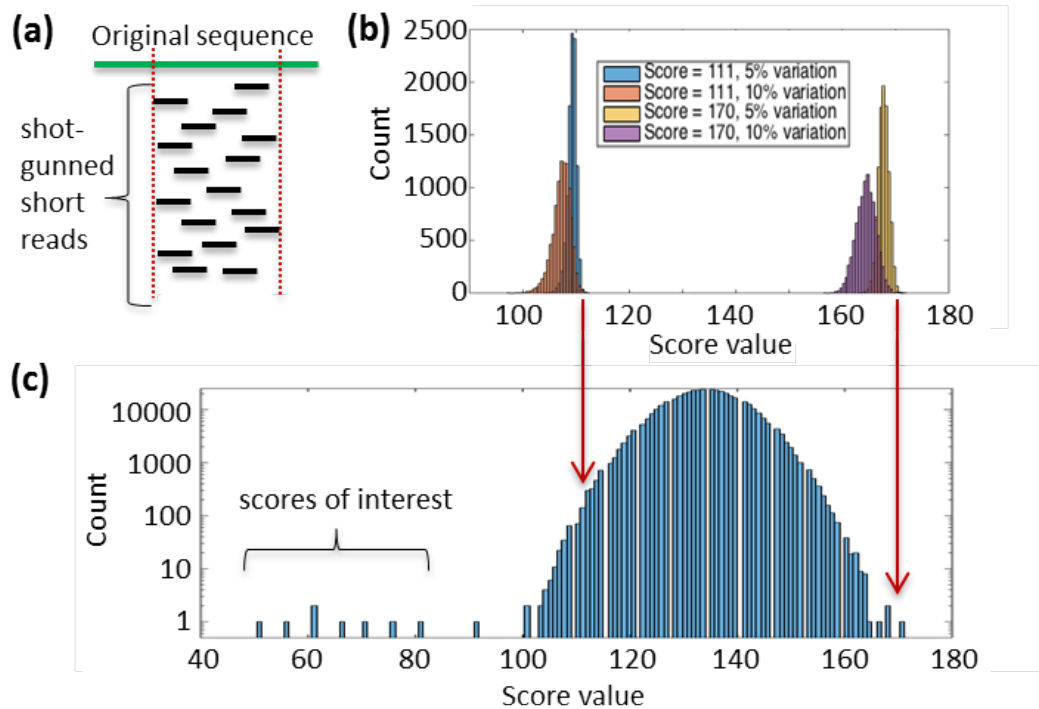 (a)
Original sequence
shot-
gunned
short
reads
(b)
2500
2000
1500
1000
500
0
Count
Score = 111, 5% variation
Score = 111, 10% variation
Score = 170, 5% variation
Score = 170, 10% variation
100 120 140 160 180
Score value
(c)
10000
1000
100
10
1
Count
scores of interest
40 60 80 100 120 140 160 180
Score value